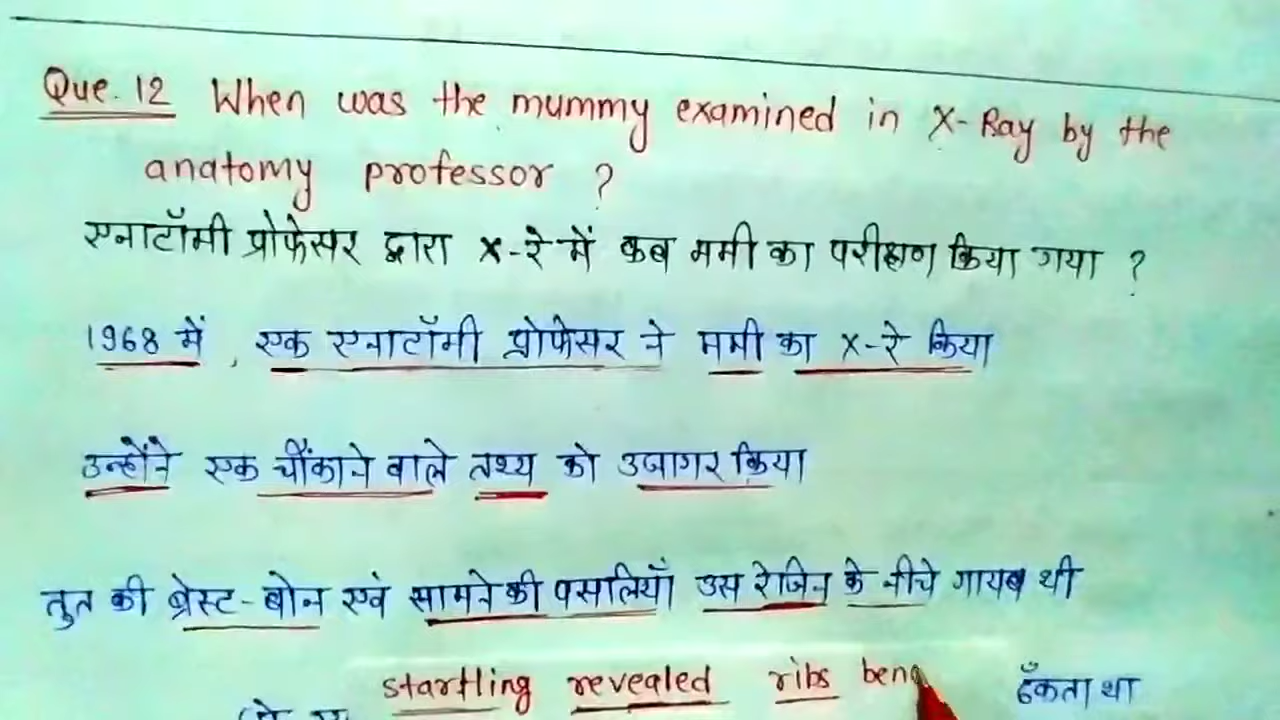 Que. 12 When was the mummy examined in X-Ray by the
anatomy professor ?
एनाटॉमी प्रोफेसर द्वारा X-रे में कब ममी का परीक्षण किया गया ?
1968 में , एक एनाटॉमी प्रोफेसर ने ममी का X-रे किया
उन्होंने एक चौंकाने वाले तथ्य को उजागर किया
तुत की ब्रेस्ट-बोन एवं सामने की पसलियाँ उस रेजिन के नीचे गायब थी
startling revealed ribs
ढँकता था